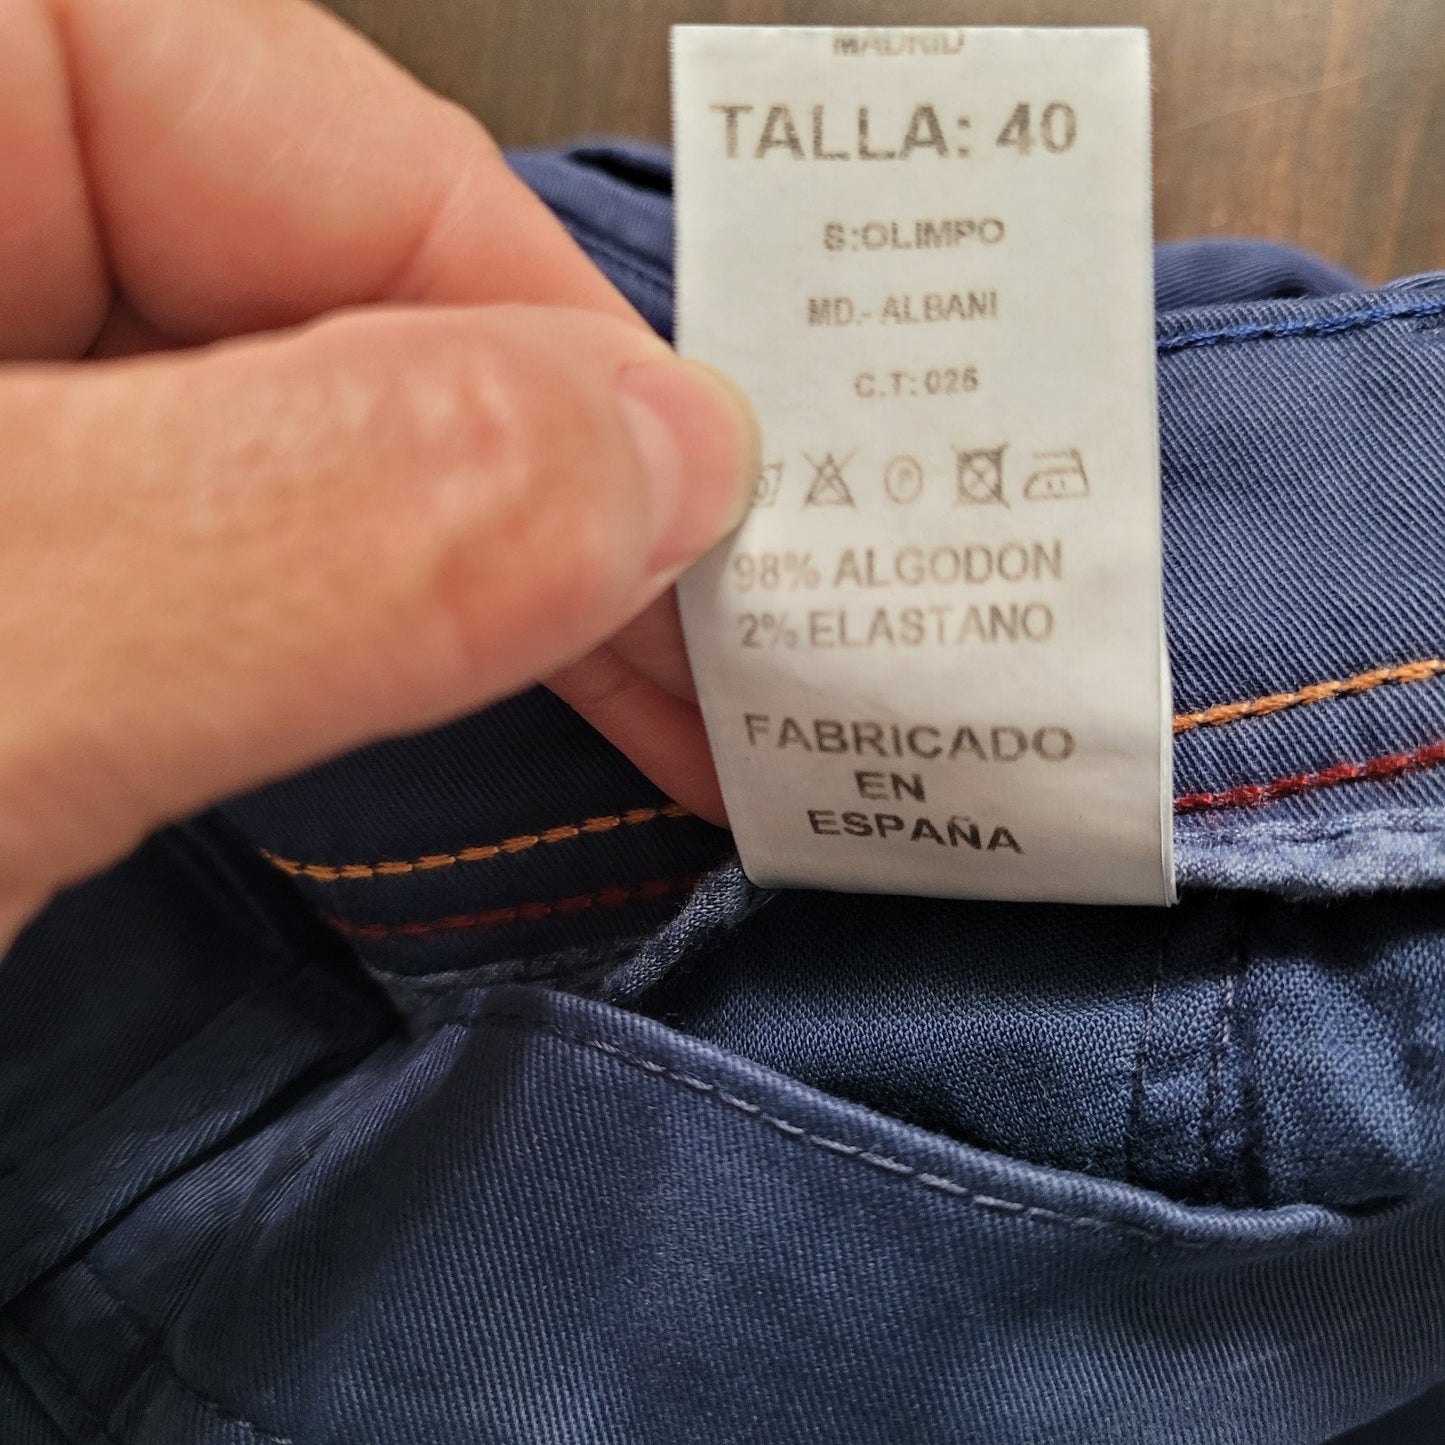 MADRID
TALLA: 40
S:OLIMPO
MD.- ALBANI
C.T: 026
P
98% ALGODON
2% ELASTANO
FABRICADO
EN
ESPAÑA